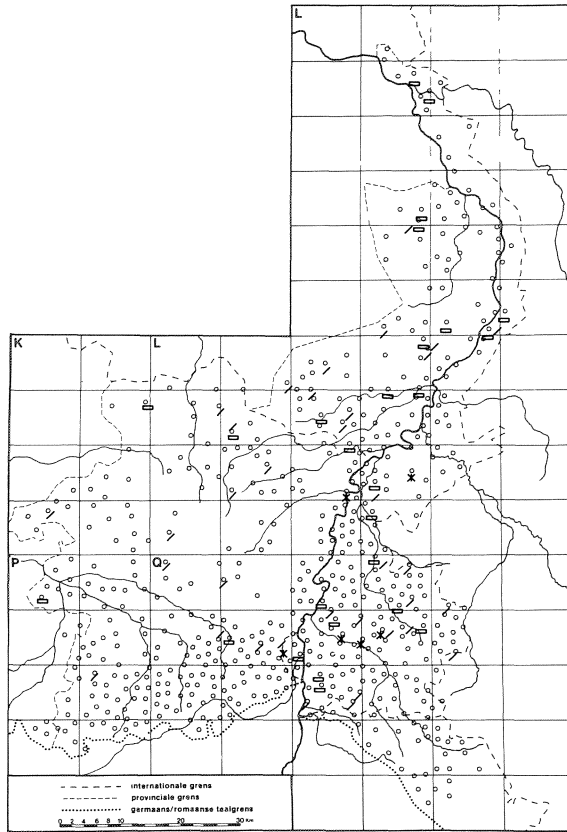 L
K L
P Q
internationale grens
provinciale grens
germaans/romaanse taalgrens
0 2 4 6 8 10 20 30 Km